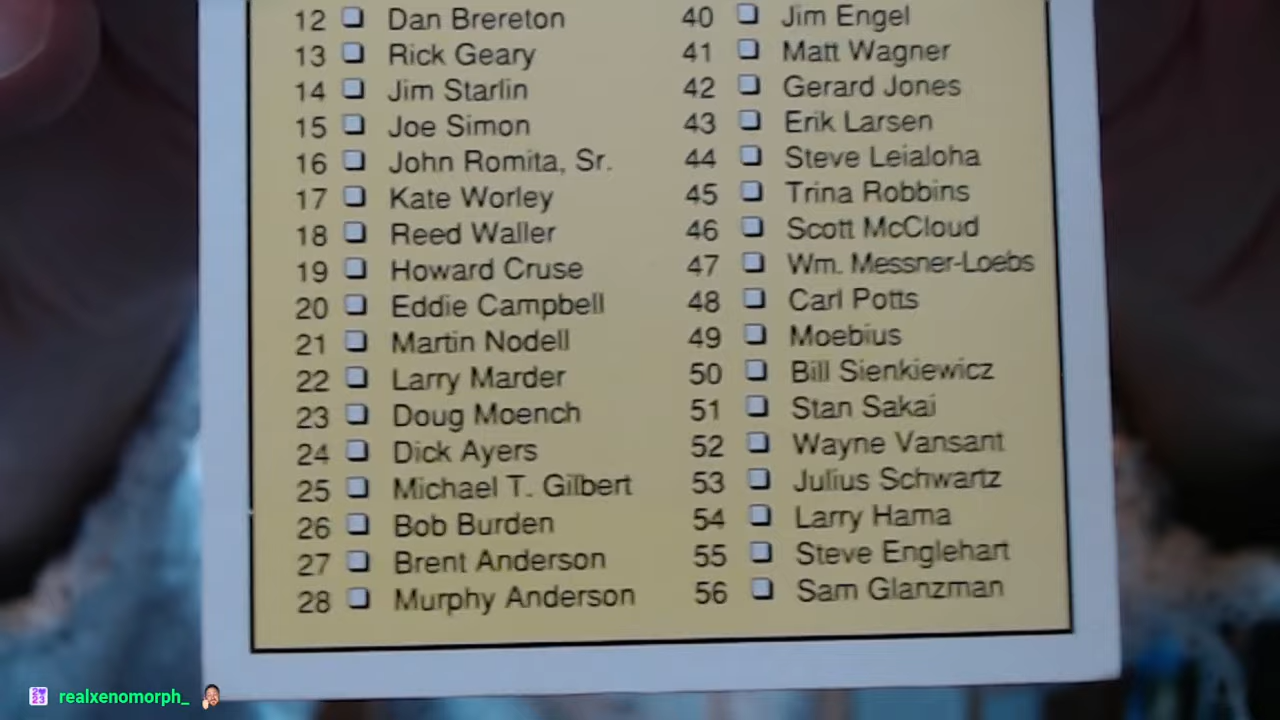 12 Dan Brereton
13 Rick Geary
14 Jim Starlin
15 Joe Simon
16 John Romita, Sr.
17 Kate Worley
18 Reed Waller
19 Howard Cruse
20 Eddie Campbell
21 Martin Nodell
22 Larry Marder
23 Doug Moench
24 Dick Ayers
25 Michael T. Gilbert
26 Bob Burden
27 Brent Anderson
28 Murphy Anderson
40 Jim Engel
41 Matt Wagner
42 Gerard Jones
43 Erik Larsen
44 Steve Leialoha
45 Trina Robbins
46 Scott McCloud
47 Wm. Messner-Loebs
48 Carl Potts
49 Moebius
50 Bill Sienkiewicz
51 Stan Sakai
52 Wayne Vansant
53 Julius Schwartz
54 Larry Hama
55 Steve Englehart
56 Sam Glanzman
realxenomorph_